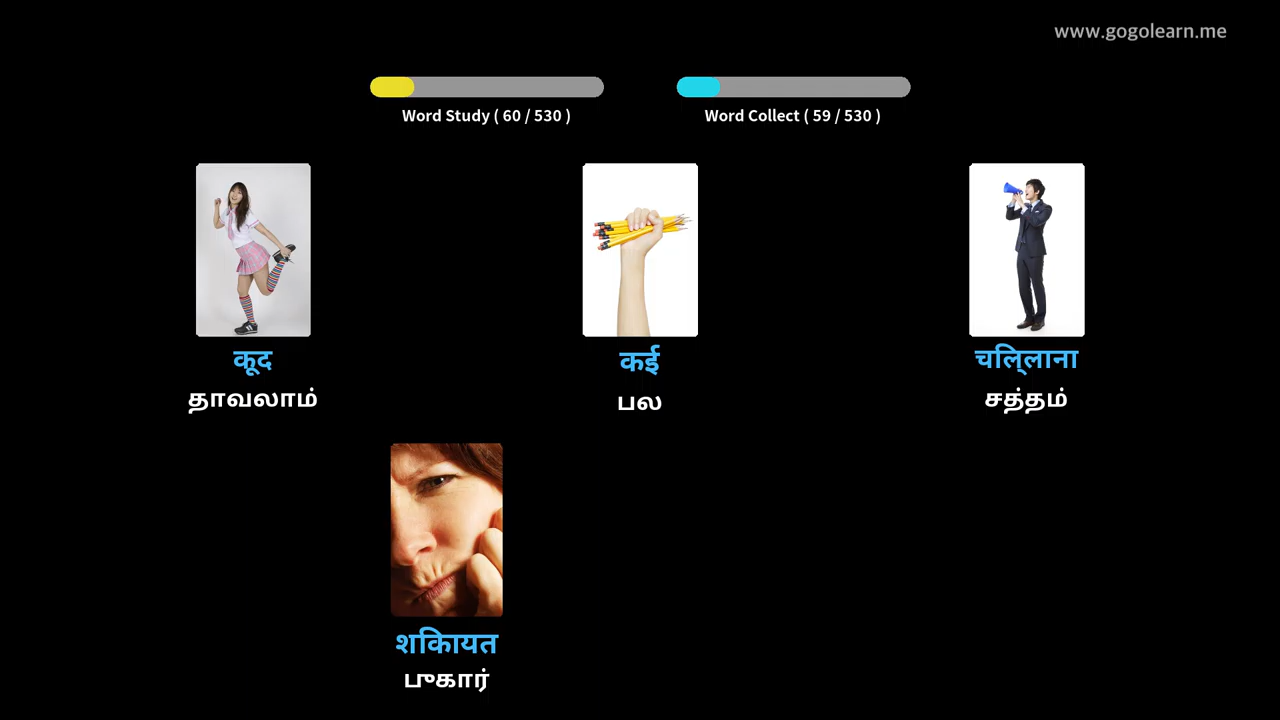 www.gogolearn.me
Word Study ( 60 / 530 )
Word Collect ( 59 / 530 )
कूद
தாவலாம்
कई
பல
चिल्लाना
சத்தம்
शिकायत
புகார்